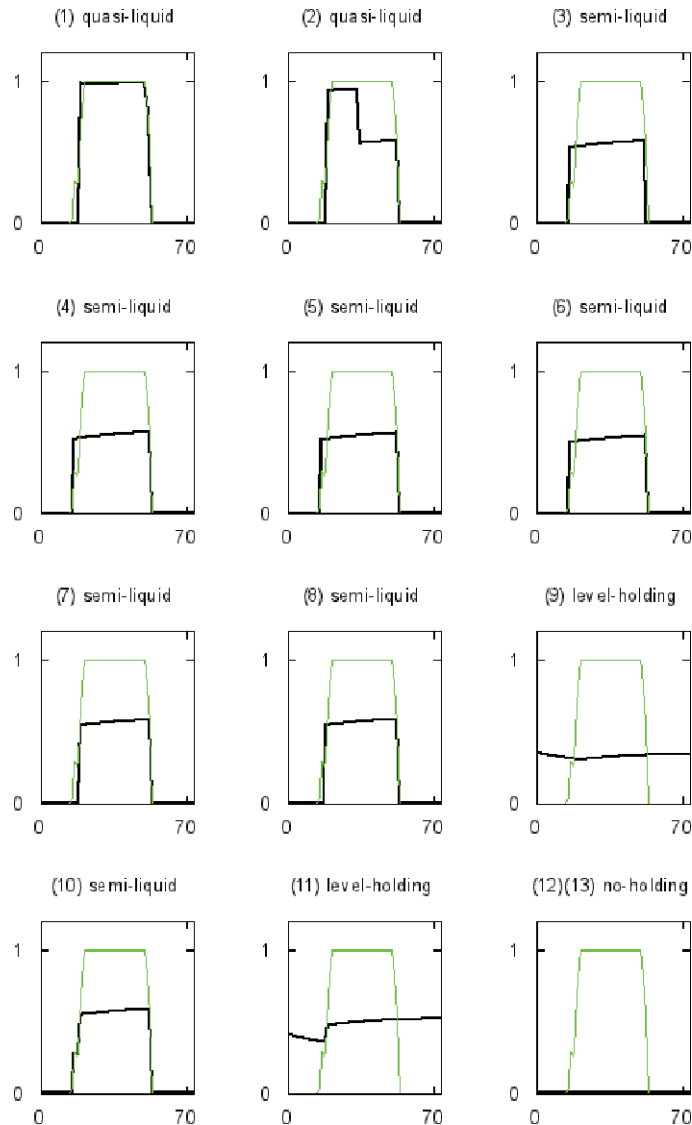 (1) quasi-liquid (2) quasi-liquid (3) semi-liquid
1 1 1
0 0 0
0 70 0 70 0 70
(4) semi-liquid (5) semi-liquid (6) semi-liquid
1 1 1
0 0 0
0 70 0 70 0 70
(7) semi-liquid (8) semi-liquid (9) level-holding
1 1 1
0 0 0
0 70 0 70 0 70
(10) semi-liquid (11) level-holding (12)(13) no-holding
1 1 1
0 0 0
0 70 0 70 0 70